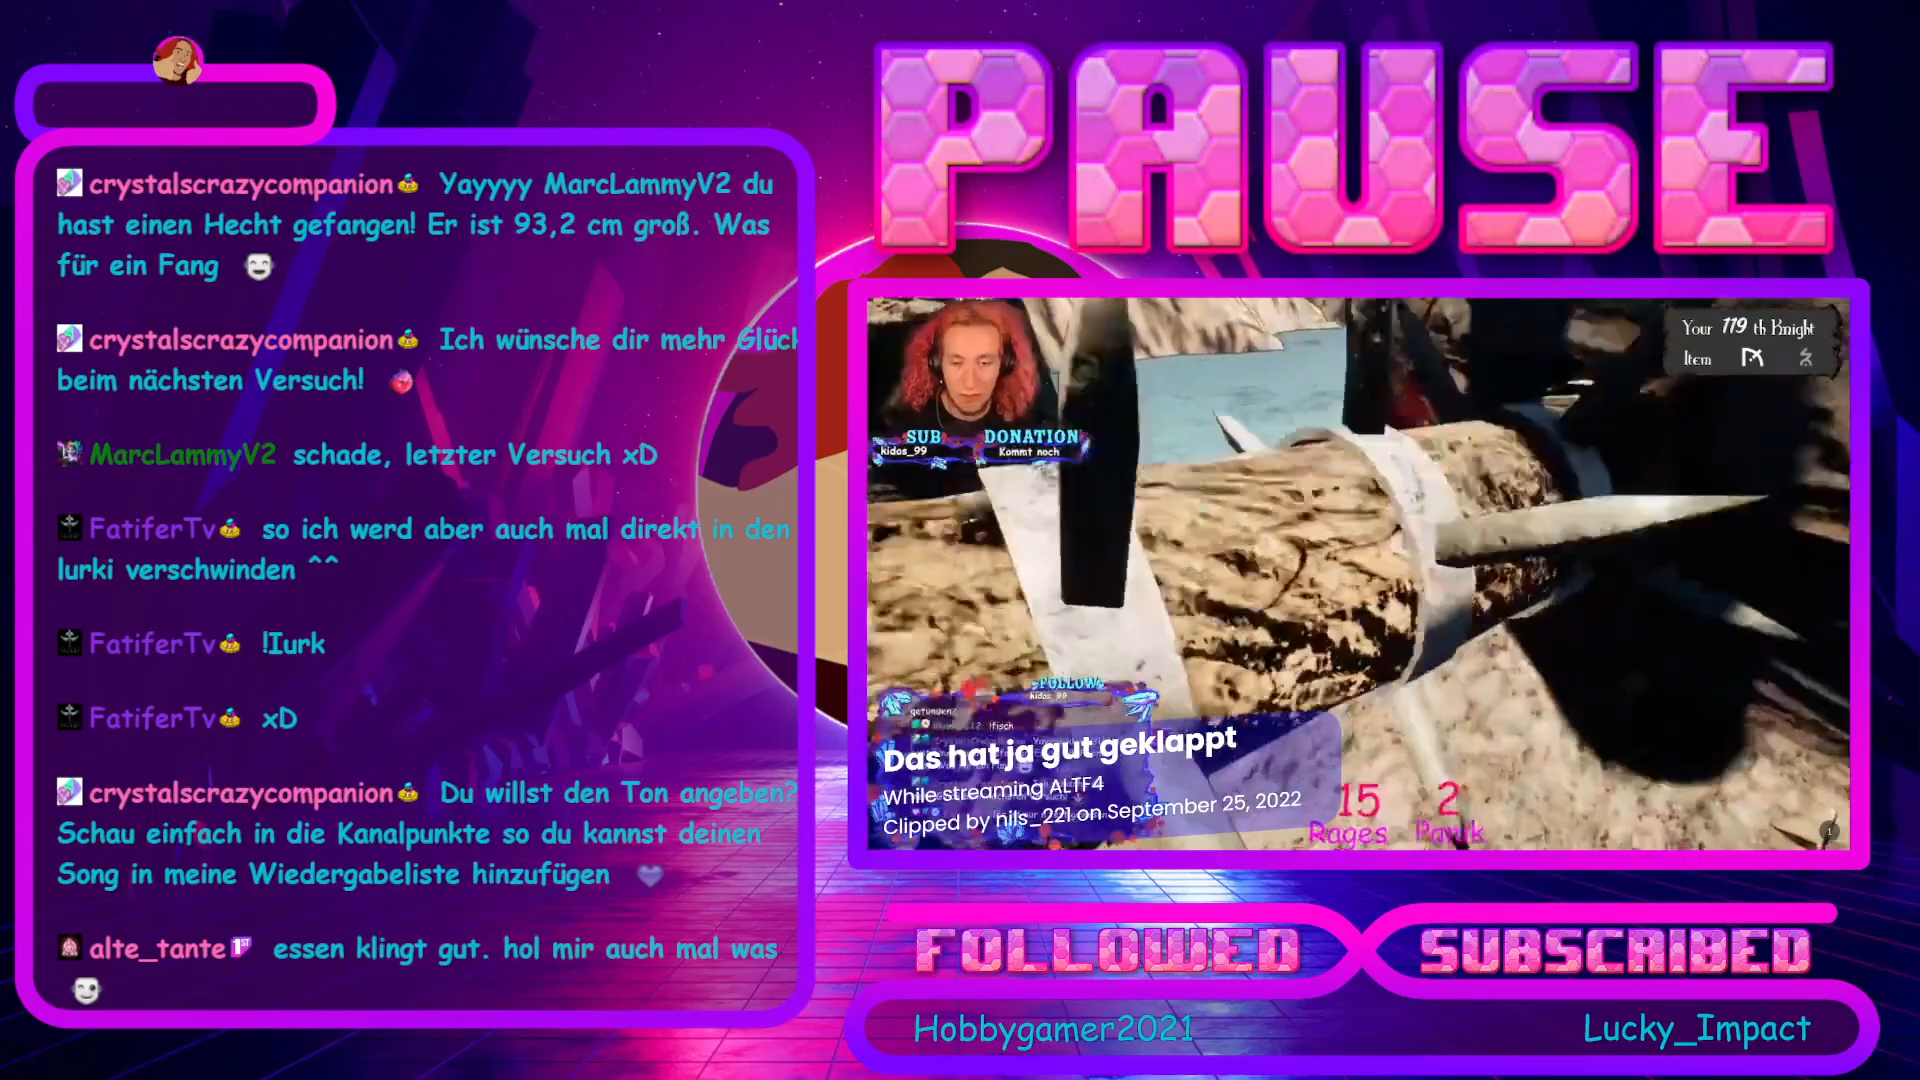 PAUSE
crystalscrazycompanion Yayyyy MarcLammyV2 du
hast einen Hecht gefangen! Er ist 93,2 cm groß. Was
für ein Fang
crystalscrazycompanion Ich wünsche dir mehr Glück
beim nächsten Versuch!
MarcLammyV2 schade, letzter Versuch xD
FatiferTv so ich werd aber auch mal direkt in den
lurki verschwinden ^^
FatiferTv !Iurk
FatiferTv xD
crystalscrazycompanion Du willst den Ton angeben?
Schau einfach in die Kanalpunkte so du kannst deinen
Song in meine Wiedergabeliste hinzufügen
alte_tante 1ST essen klingt gut. hol mir auch mal was
Your 119 th Knight
Item
SUB DONATION
kidos_99 Kommt noch
FOLLOW
kidos_99
!fisch
Das hat ja gut geklappt
While streaming ALTF4
Clipped by nils_221 on September 25, 2022
15 2
Rages Panik
1
FOLLOWED SUBSCRIBED
Hobbygamer2021 Lucky_Impact